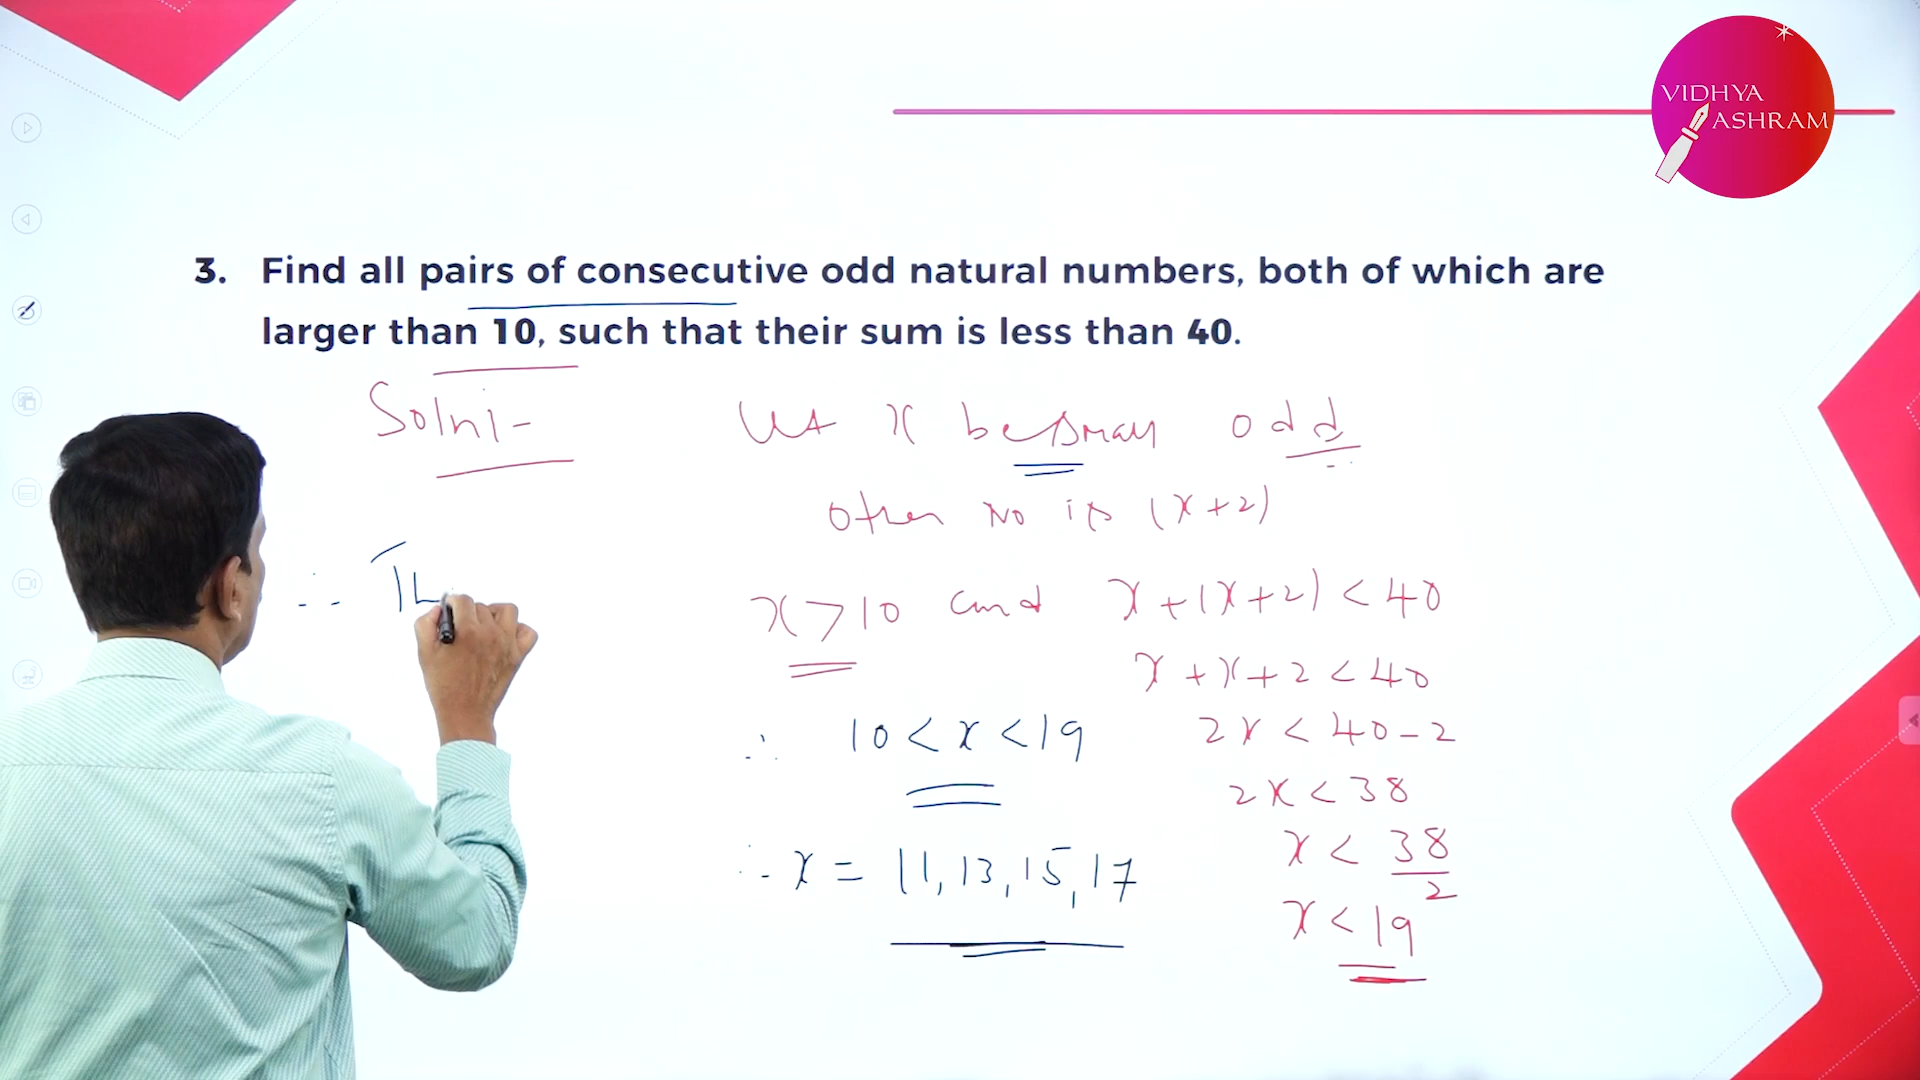 VIDHYA
ASHRAM
3. Find all pairs of consecutive odd natural numbers, both of which are
larger than 10, such that their sum is less than 40.
Soln:-
Let x be small odd
other No is (x+2)
x > 10 and x+(x+2) < 40
x + x + 2 < 40
2x < 40 - 2
2x < 38
x < 38/2
x < 19
∴ 10 < x < 19
∴ x = 11, 13, 15, 17
∴ Th